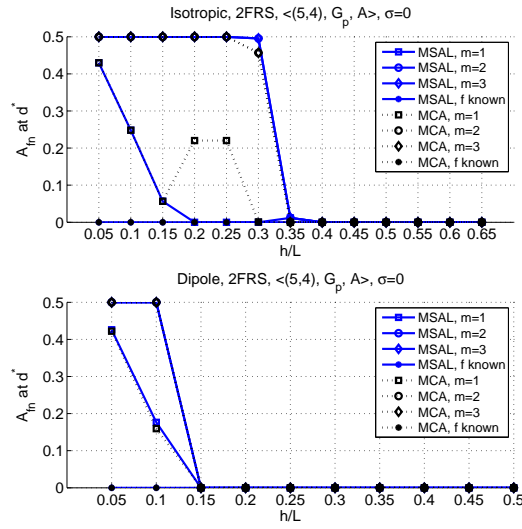 Isotropic, 2FRS, <(5,4), Gp, A>, σ=0
A_fn at d*
0.5
0.4
0.3
0.2
0.1
0
0.05 0.1 0.15 0.2 0.25 0.3 0.35 0.4 0.45 0.5 0.55 0.6 0.65
h/L
MSAL, m=1
MSAL, m=2
MSAL, m=3
MSAL, f known
MCA, m=1
MCA, m=2
MCA, m=3
MCA, f known
Dipole, 2FRS, <(5,4), Gp, A>, σ=0
A_fn at d*
0.5
0.4
0.3
0.2
0.1
0
0.05 0.1 0.15 0.2 0.25 0.3 0.35 0.4 0.45 0.5
h/L
MSAL, m=1
MSAL, m=2
MSAL, m=3
MSAL, f known
MCA, m=1
MCA, m=2
MCA, m=3
MCA, f known